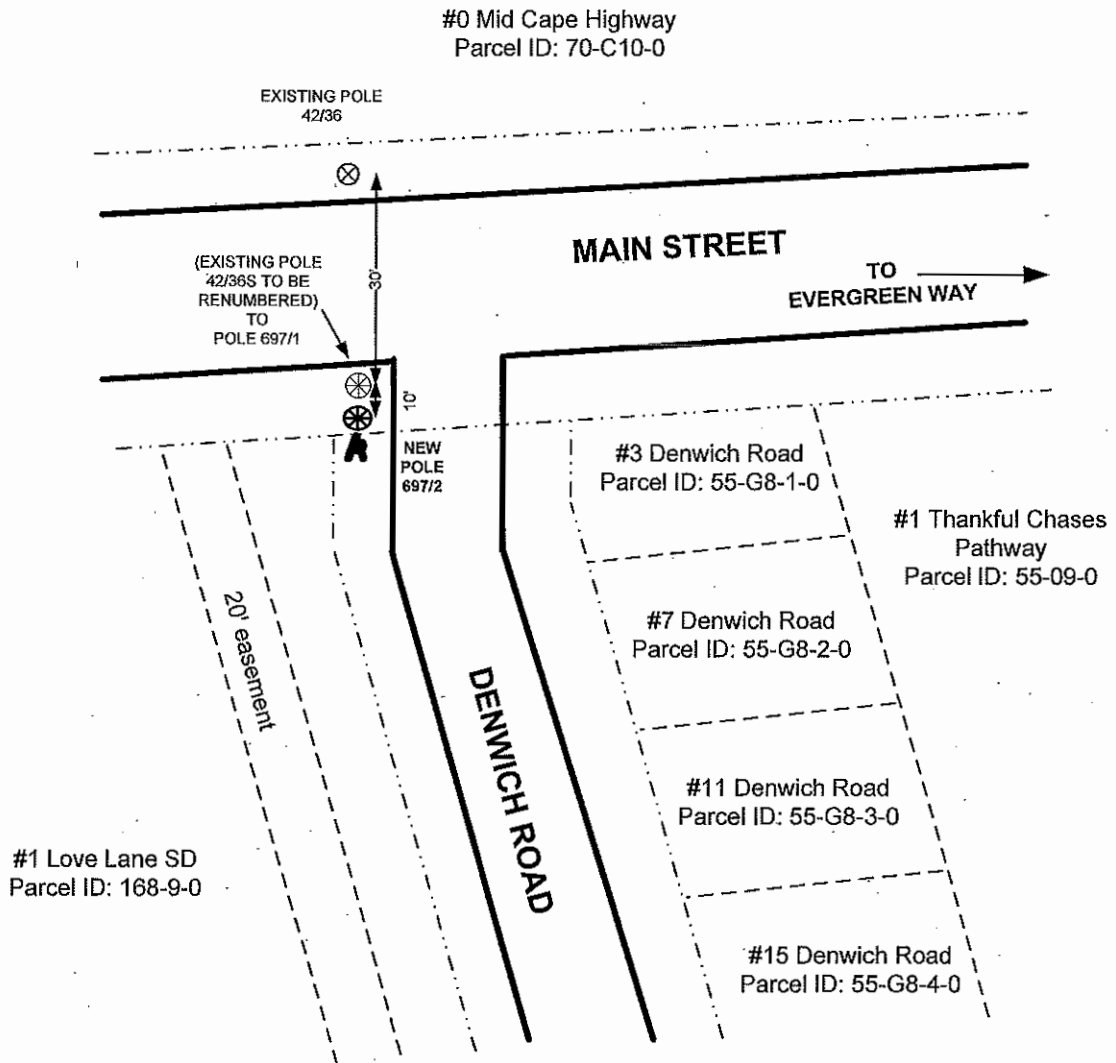 #0 Mid Cape Highway
Parcel ID: 70-C10-0
EXISTING POLE
42/36
MAIN STREET
TO
EVERGREEN WAY
30'
(EXISTING POLE
42/36S TO BE
RENUMBERED)
TO
POLE 697/1
10'
NEW
POLE
697/2
#3 Denwich Road
Parcel ID: 55-G8-1-0
#1 Thankful Chases
Pathway
Parcel ID: 55-09-0
#7 Denwich Road
Parcel ID: 55-G8-2-0
20' easement
DENWICH ROAD
#11 Denwich Road
Parcel ID: 55-G8-3-0
#1 Love Lane SD
Parcel ID: 168-9-0
#15 Denwich Road
Parcel ID: 55-G8-4-0